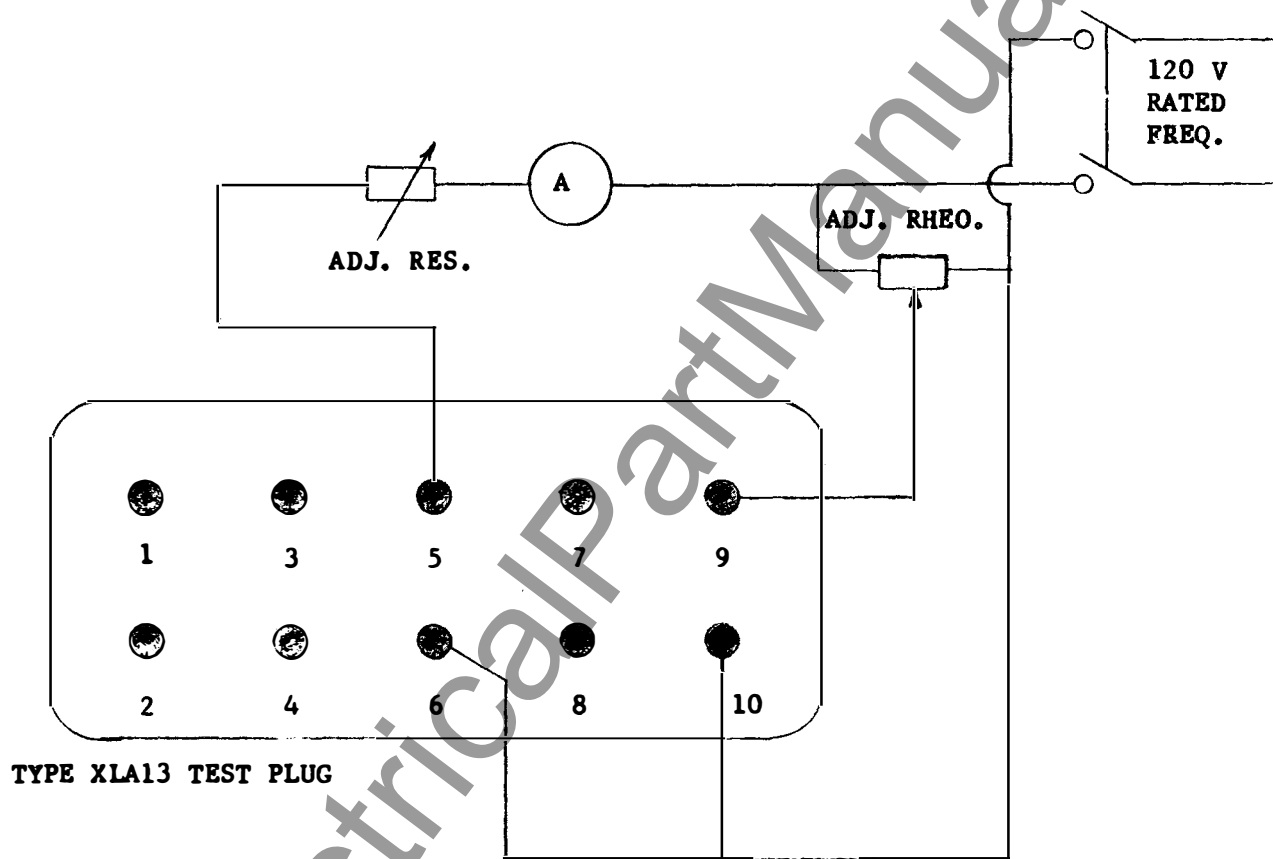 120 V
RATED
FREQ.
A
ADJ. RHEO.
ADJ. RES.
1 3 5 7 9
2 4 6 8 10
TYPE XLA13 TEST PLUG
ctricalPartManua